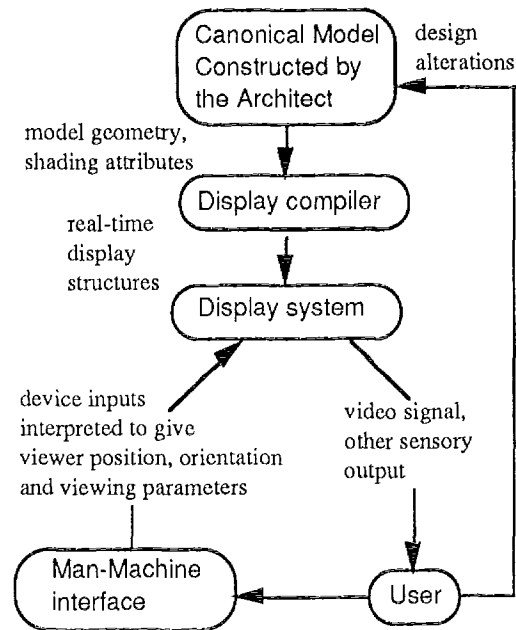 Canonical Model
Constructed by
the Architect
design
alterations
model geometry,
shading attributes
Display compiler
real-time
display
structures
Display system
device inputs
interpreted to give
viewer position, orientation
and viewing parameters
video signal,
other sensory
output
Man-Machine
interface
User